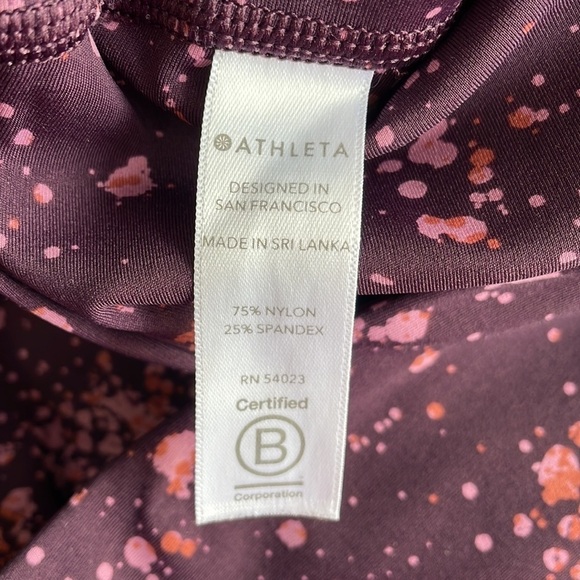 ATHLETA
DESIGNED IN
SAN FRANCISCO
MADE IN SRI LANKA
75% NYLON
25% SPANDEX
RN 54023
Certified
B
Corporation